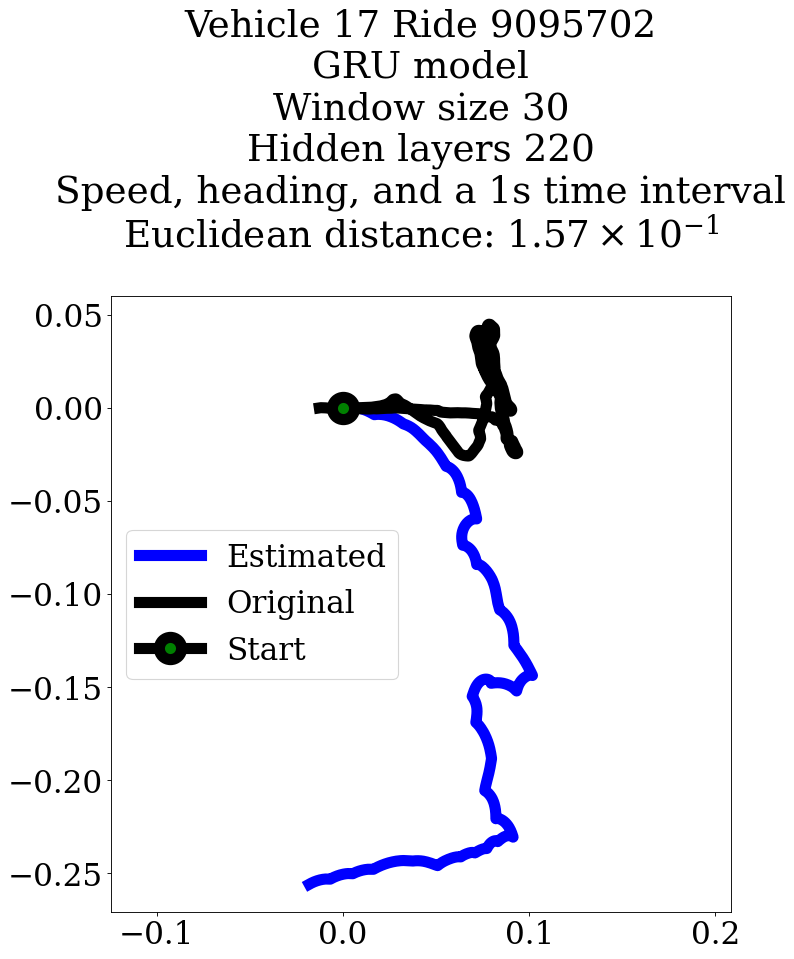 Vehicle 17 Ride 9095702
GRU model
Window size 30
Hidden layers 220
Speed, heading, and a 1s time interval
Euclidean distance: 1.57 × 10⁻¹
0.05
0.00
−0.05
−0.10
−0.15
−0.20
−0.25
Estimated
Original
Start
−0.1 0.0 0.1 0.2